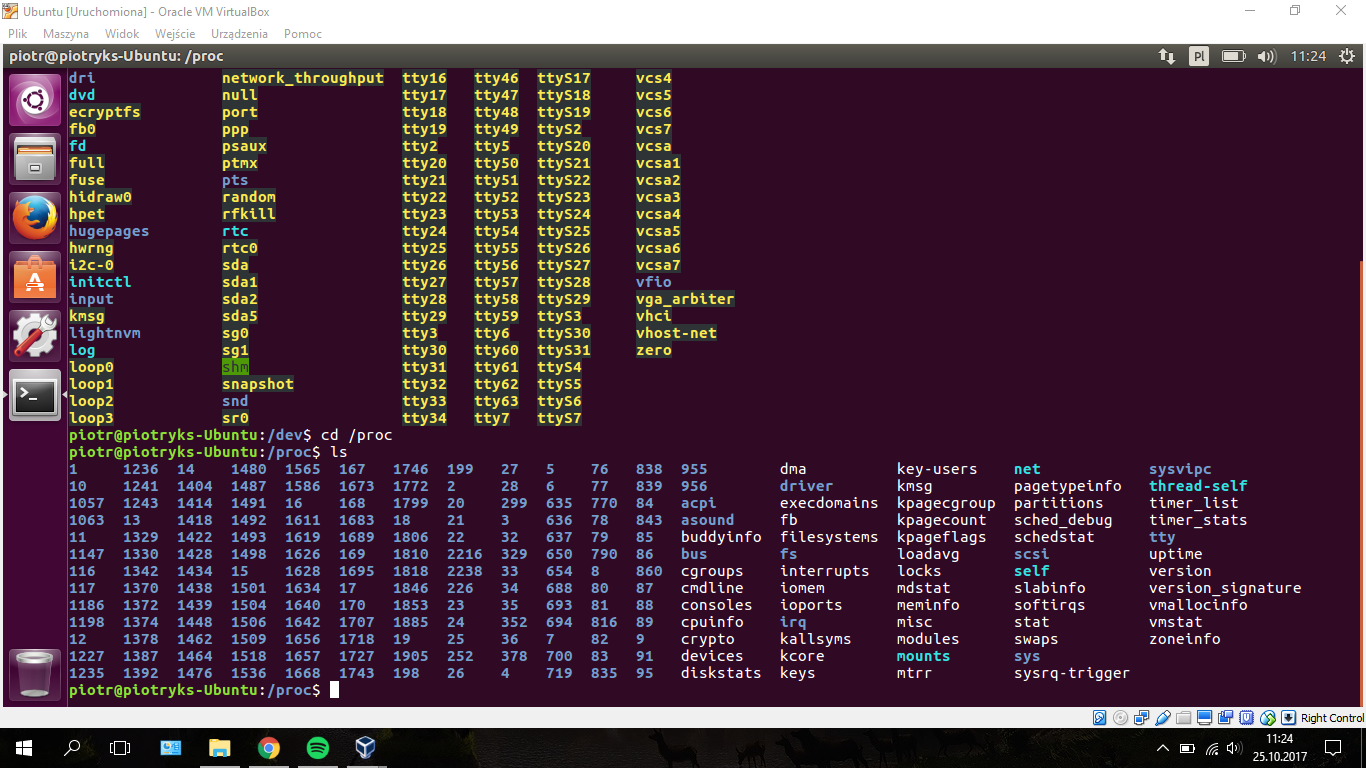 Ubuntu [Uruchomiona] - Oracle VM VirtualBox
Plik Maszyna Widok Wejście Urządzenia Pomoc
piotr@piotryks-Ubuntu: /proc Pl 11:24
dri network_throughput tty16 tty46 ttyS17 vcs4
dvd null tty17 tty47 ttyS18 vcs5
ecryptfs port tty18 tty48 ttyS19 vcs6
fb0 ppp tty19 tty49 ttyS2 vcs7
fd psaux tty2 tty5 ttyS20 vcsa
full ptmx tty20 tty50 ttyS21 vcsa1
fuse pts tty21 tty51 ttyS22 vcsa2
hidraw0 random tty22 tty52 ttyS23 vcsa3
hpet rfkill tty23 tty53 ttyS24 vcsa4
hugepages rtc tty24 tty54 ttyS25 vcsa5
hwrng rtc0 tty25 tty55 ttyS26 vcsa6
i2c-0 sda tty26 tty56 ttyS27 vcsa7
initctl sda1 tty27 tty57 ttyS28 vfio
input sda2 tty28 tty58 ttyS29 vga_arbiter
kmsg sda5 tty29 tty59 ttyS3 vhci
lightnvm sg0 tty3 tty6 ttyS30 vhost-net
log sg1 tty30 tty60 ttyS31 zero
loop0 shm tty31 tty61 ttyS4
loop1 snapshot tty32 tty62 ttyS5
loop2 snd tty33 tty63 ttyS6
loop3 sr0 tty34 tty7 ttyS7
piotr@piotryks-Ubuntu:/dev$ cd /proc
piotr@piotryks-Ubuntu:/proc$ ls
1 1236 14 1480 1565 167 1746 199 27 5 76 838 955 dma key-users net sysvipc
10 1241 1404 1487 1586 1673 1772 2 28 6 77 839 956 driver kmsg pagetypeinfo thread-self
1057 1243 1414 1491 16 168 1799 20 299 635 770 84 acpi execdomains kpagecgroup partitions timer_list
1063 13 1418 1492 1611 1683 18 21 3 636 78 843 asound fb kpagecount sched_debug timer_stats
11 1329 1422 1493 1619 1689 1806 22 32 637 79 85 buddyinfo filesystems kpageflags schedstat tty
1147 1330 1428 1498 1626 169 1810 2216 329 650 790 86 bus fs loadavg scsi uptime
116 1342 1434 15 1628 1695 1818 2238 33 654 8 860 cgroups interrupts locks self version
117 1370 1438 1501 1634 17 1846 226 34 688 80 87 cmdline iomem mdstat slabinfo version_signature
1186 1372 1439 1504 1640 170 1853 23 35 693 81 88 consoles ioports meminfo softirqs vmallocinfo
1198 1374 1448 1506 1642 1707 1885 24 352 694 816 89 cpuinfo irq misc stat vmstat
12 1378 1462 1509 1656 1718 19 25 36 7 82 9 crypto kallsyms modules swaps zoneinfo
1227 1387 1464 1518 1657 1727 1905 252 378 700 83 91 devices kcore mounts sys
1235 1392 1476 1536 1668 1743 198 26 4 719 835 95 diskstats keys mtrr sysrq-trigger
piotr@piotryks-Ubuntu:/proc$
Right Control
11:24
25.10.2017